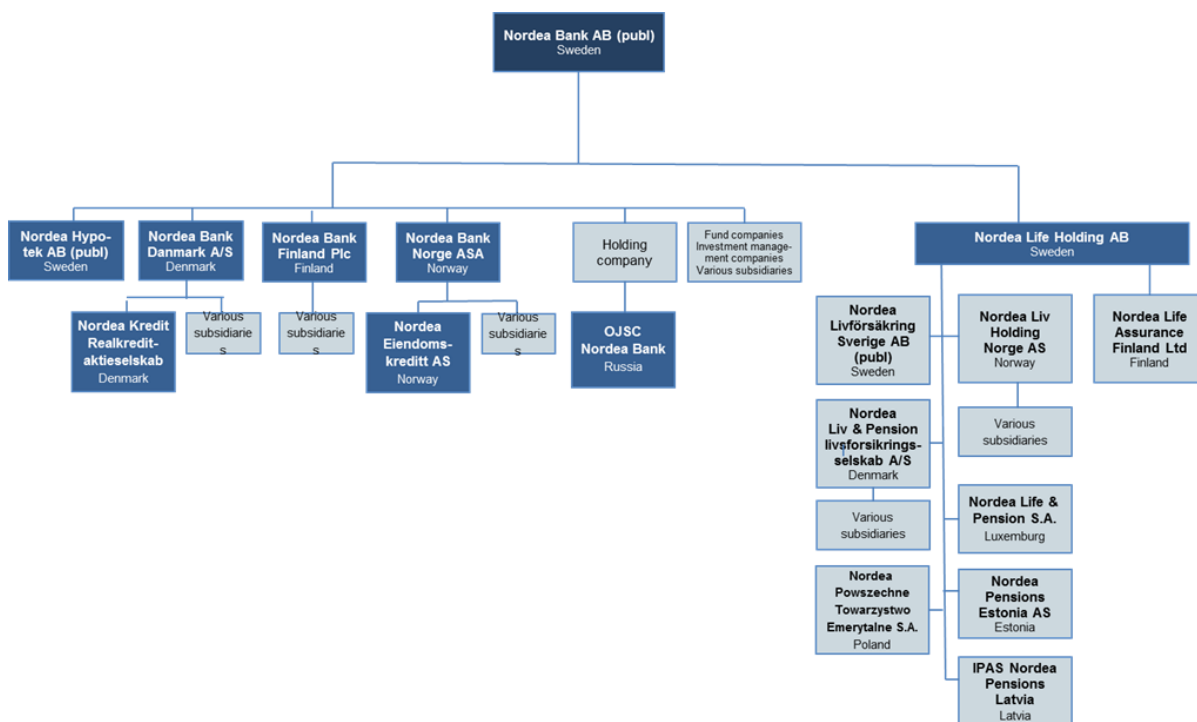 Nordea Bank AB (publ)
Sweden
Nordea Hypo-
tek AB (publ)
Sweden
Nordea Bank
Danmark A/S
Denmark
Nordea Bank
Finland Plc
Finland
Nordea Bank
Norge ASA
Norway
Holding
company
Fund companies
Investment manage-
ment companies
Various subsidiaries
Nordea Life Holding AB
Sweden
Nordea Kredit
Realkredit-
aktieselskab
Denmark
Various
subsidiarie
s
Various
subsidiarie
s
Nordea
Eiendoms-
kreditt AS
Norway
Various
subsidiarie
s
OJSC
Nordea Bank
Russia
Nordea
Livförsäkring
Sverige AB
(publ)
Sweden
Nordea Liv
Holding
Norge AS
Norway
Nordea Life
Assurance
Finland Ltd
Finland
Nordea
Liv & Pension
livsforsikrings-
selskab A/S
Denmark
Various
subsidiaries
Various
subsidiaries
Nordea Life &
Pension S.A.
Luxemburg
Nordea
Powszechne
Towarzystwo
Emerytalne S.A.
Poland
Nordea
Pensions
Estonia AS
Estonia
IPAS Nordea
Pensions
Latvia
Latvia